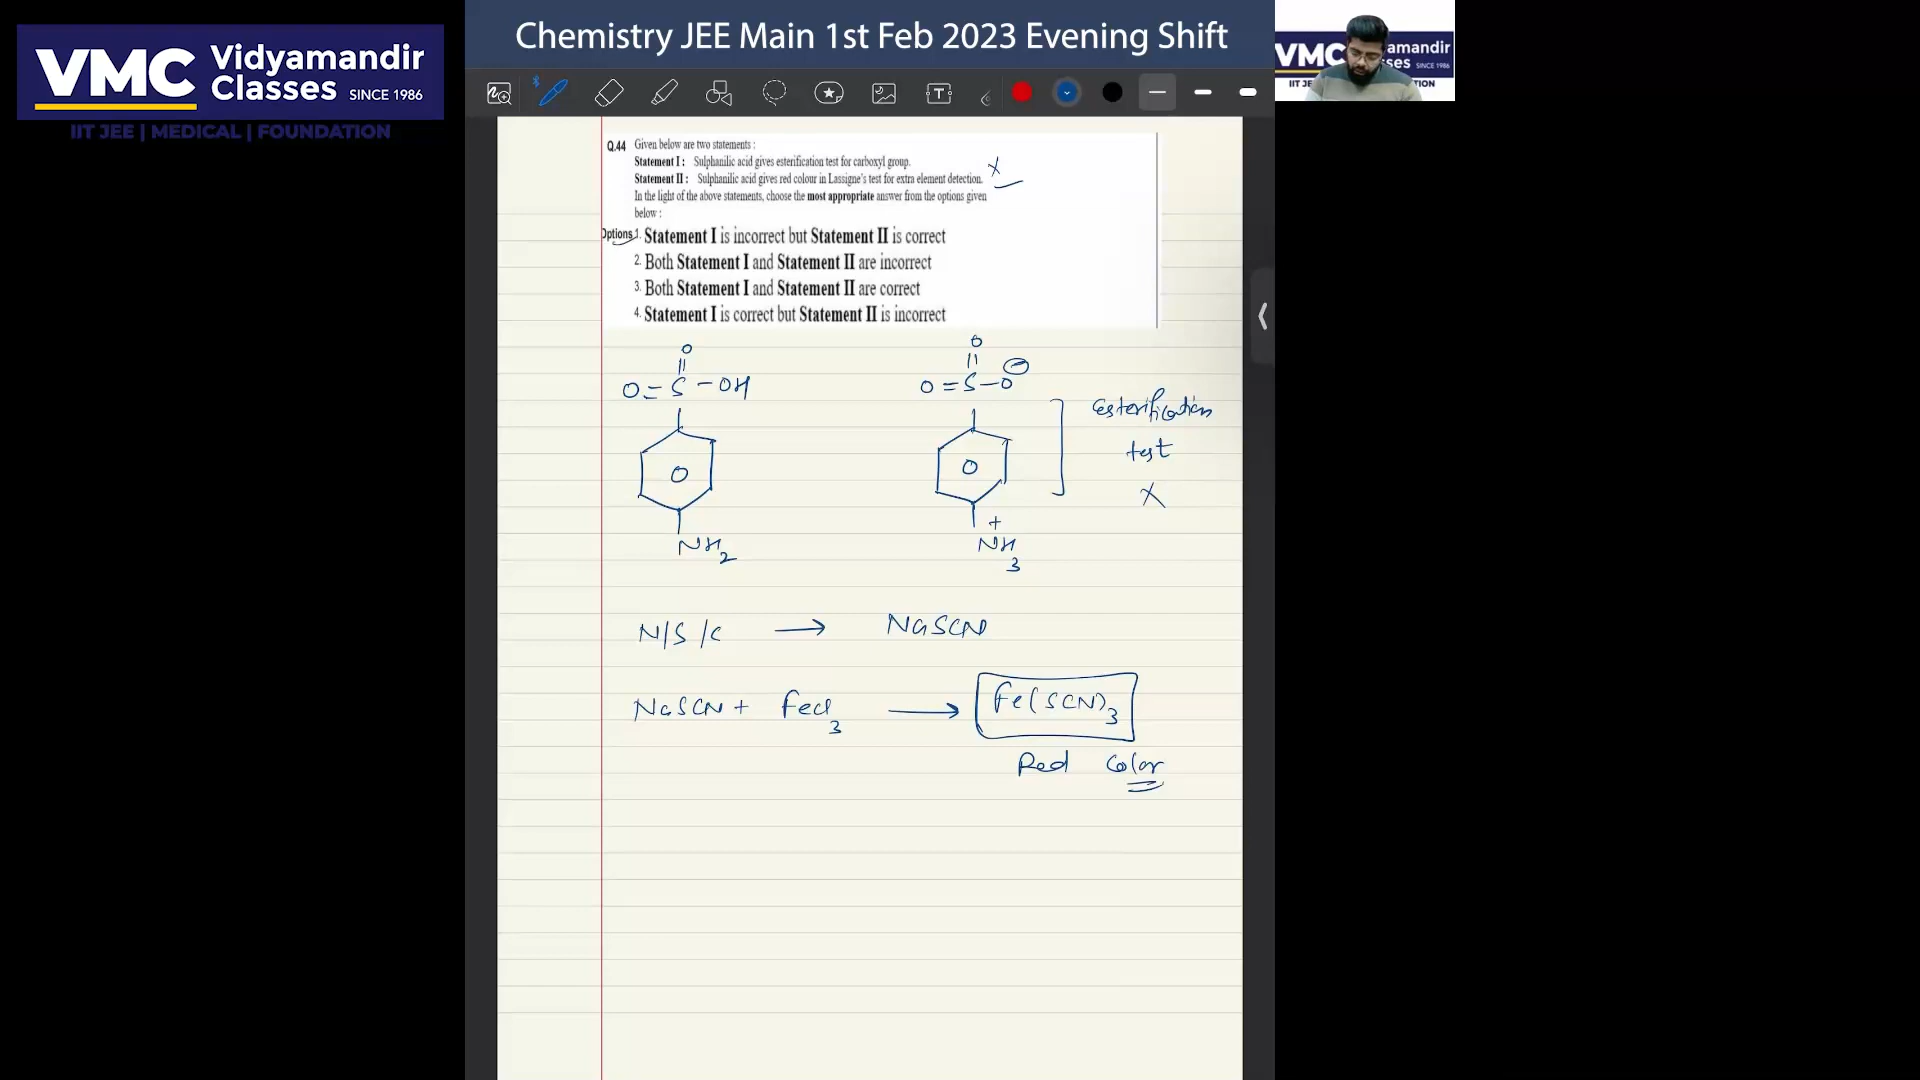 VMC Vidyamandir Classes SINCE 1986
IIT JEE | MEDICAL | FOUNDATION
Chemistry JEE Main 1st Feb 2023 Evening Shift
VMC amandir
ses SINCE 1986
Q.44 Given below are two statements :
Statement I : Sulphanilic acid gives esterification test for carboxyl group. X
Statement II : Sulphanilic acid gives red colour in Lassigne's test for extra element detection.
In the light of the above statements, choose the most appropriate answer from the options given
below :
Options 1. Statement I is incorrect but Statement II is correct
2. Both Statement I and Statement II are incorrect
3. Both Statement I and Statement II are correct
4. Statement I is correct but Statement II is incorrect
O
O=S-OH
NH2
O
O=S-O⊖
+
NH3
esterification
test
X
N/S/C → NaSCN
NaSCN + FeCl3 → Fe(SCN)3
Red Color